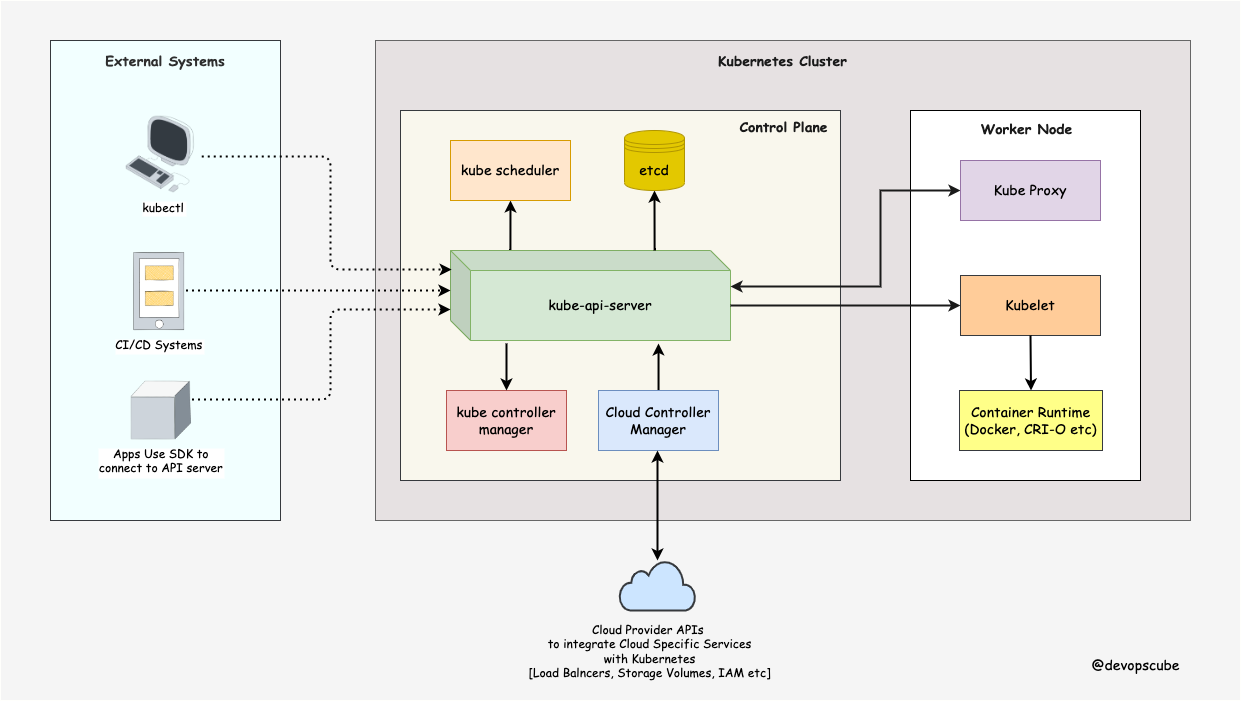 External Systems
kubectl
CI/CD Systems
Apps Use SDK to
connect to API server
Kubernetes Cluster
Control Plane
kube scheduler
etcd
kube-api-server
kube controller
manager
Cloud Controller
Manager
Worker Node
Kube Proxy
Kubelet
Container Runtime
(Docker, CRI-O etc)
Cloud Provider APIs
to integrate Cloud Specific Services
with Kubernetes
[Load Balncers, Storage Volumes, IAM etc]
@devopscube